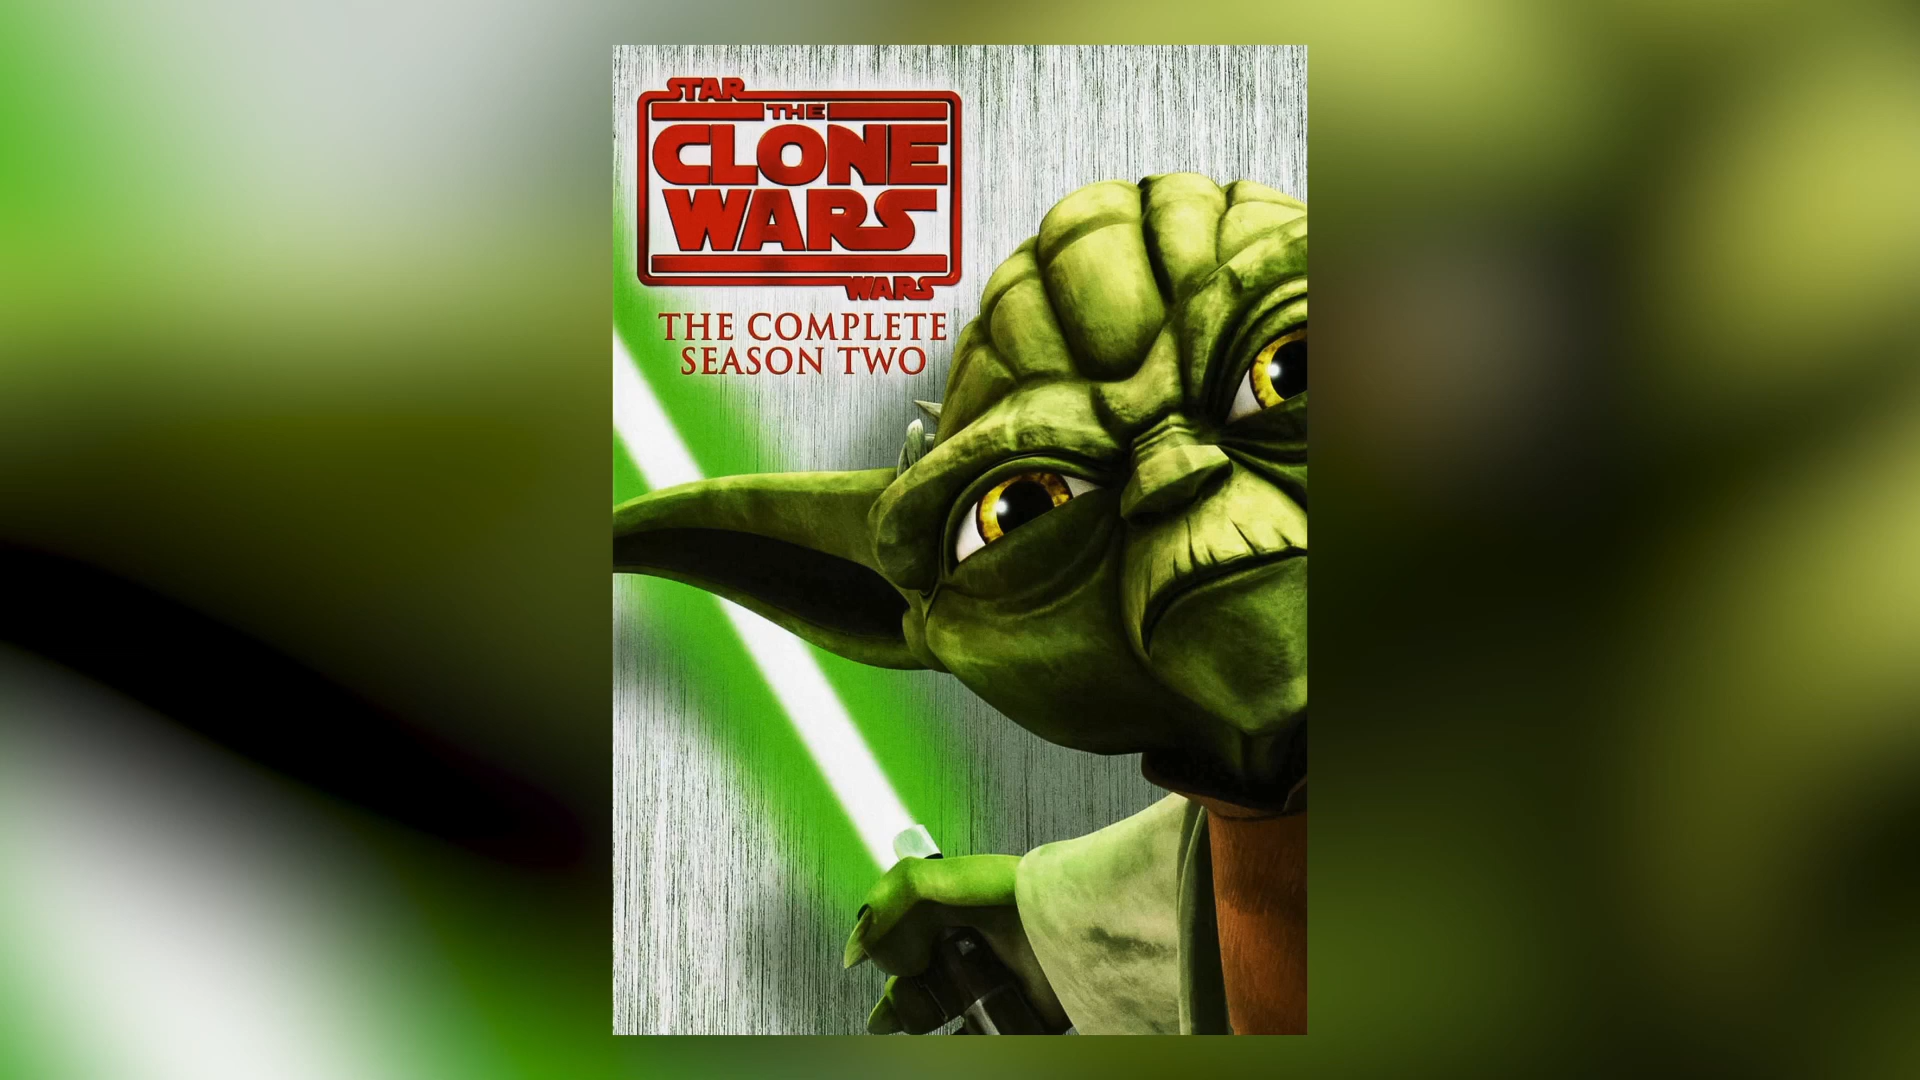 STAR
THE
CLONE
WARS
WARS
THE COMPLETE
SEASON TWO